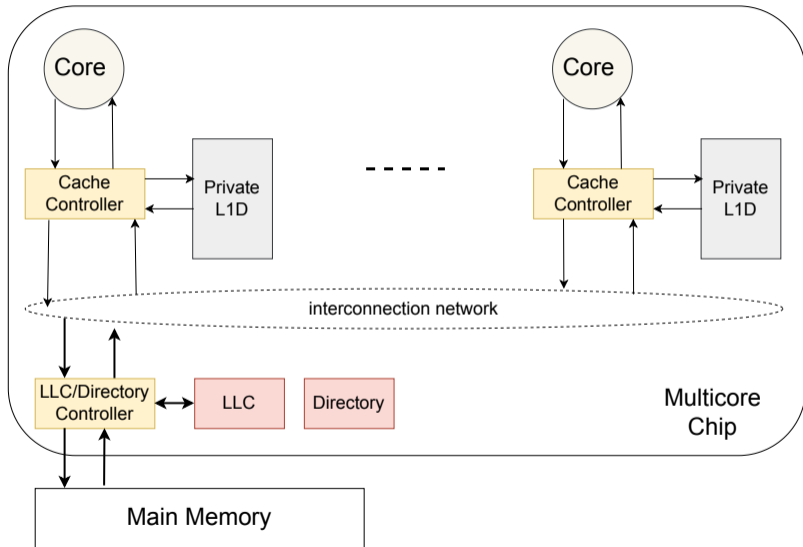 Core
Core
Cache
Controller
Private
L1D
Cache
Controller
Private
L1D
interconnection network
LLC/Directory
Controller
LLC
Directory
Multicore
Chip
Main Memory